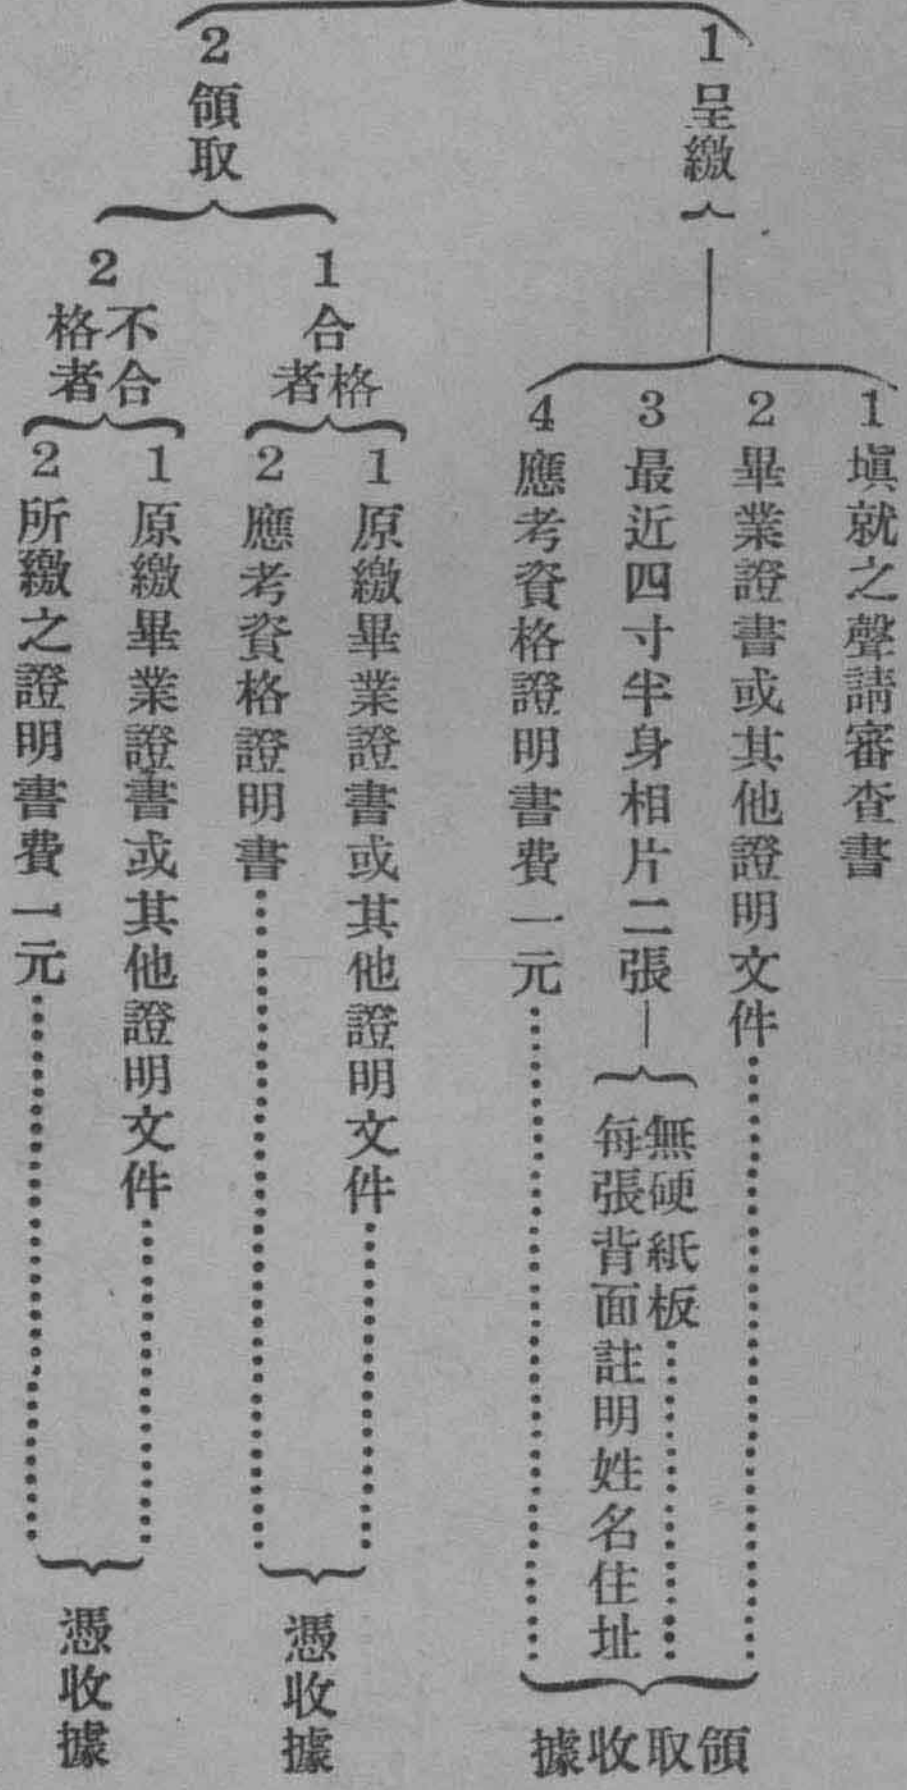 1 呈繳
1 塡就之聲請審查書
2 畢業證書或其他證明文件
3 最近四寸半身相片二張
無硬紙板
每張背面註明姓名住址
4 應考資格證明書費一元
領取收據
2 領取
1 合格者
1 原繳畢業證書或其他證明文件
2 應考資格證明書
憑收據
2 不合格者
1 原繳畢業證書或其他證明文件
2 所繳之證明書費一元
憑收據